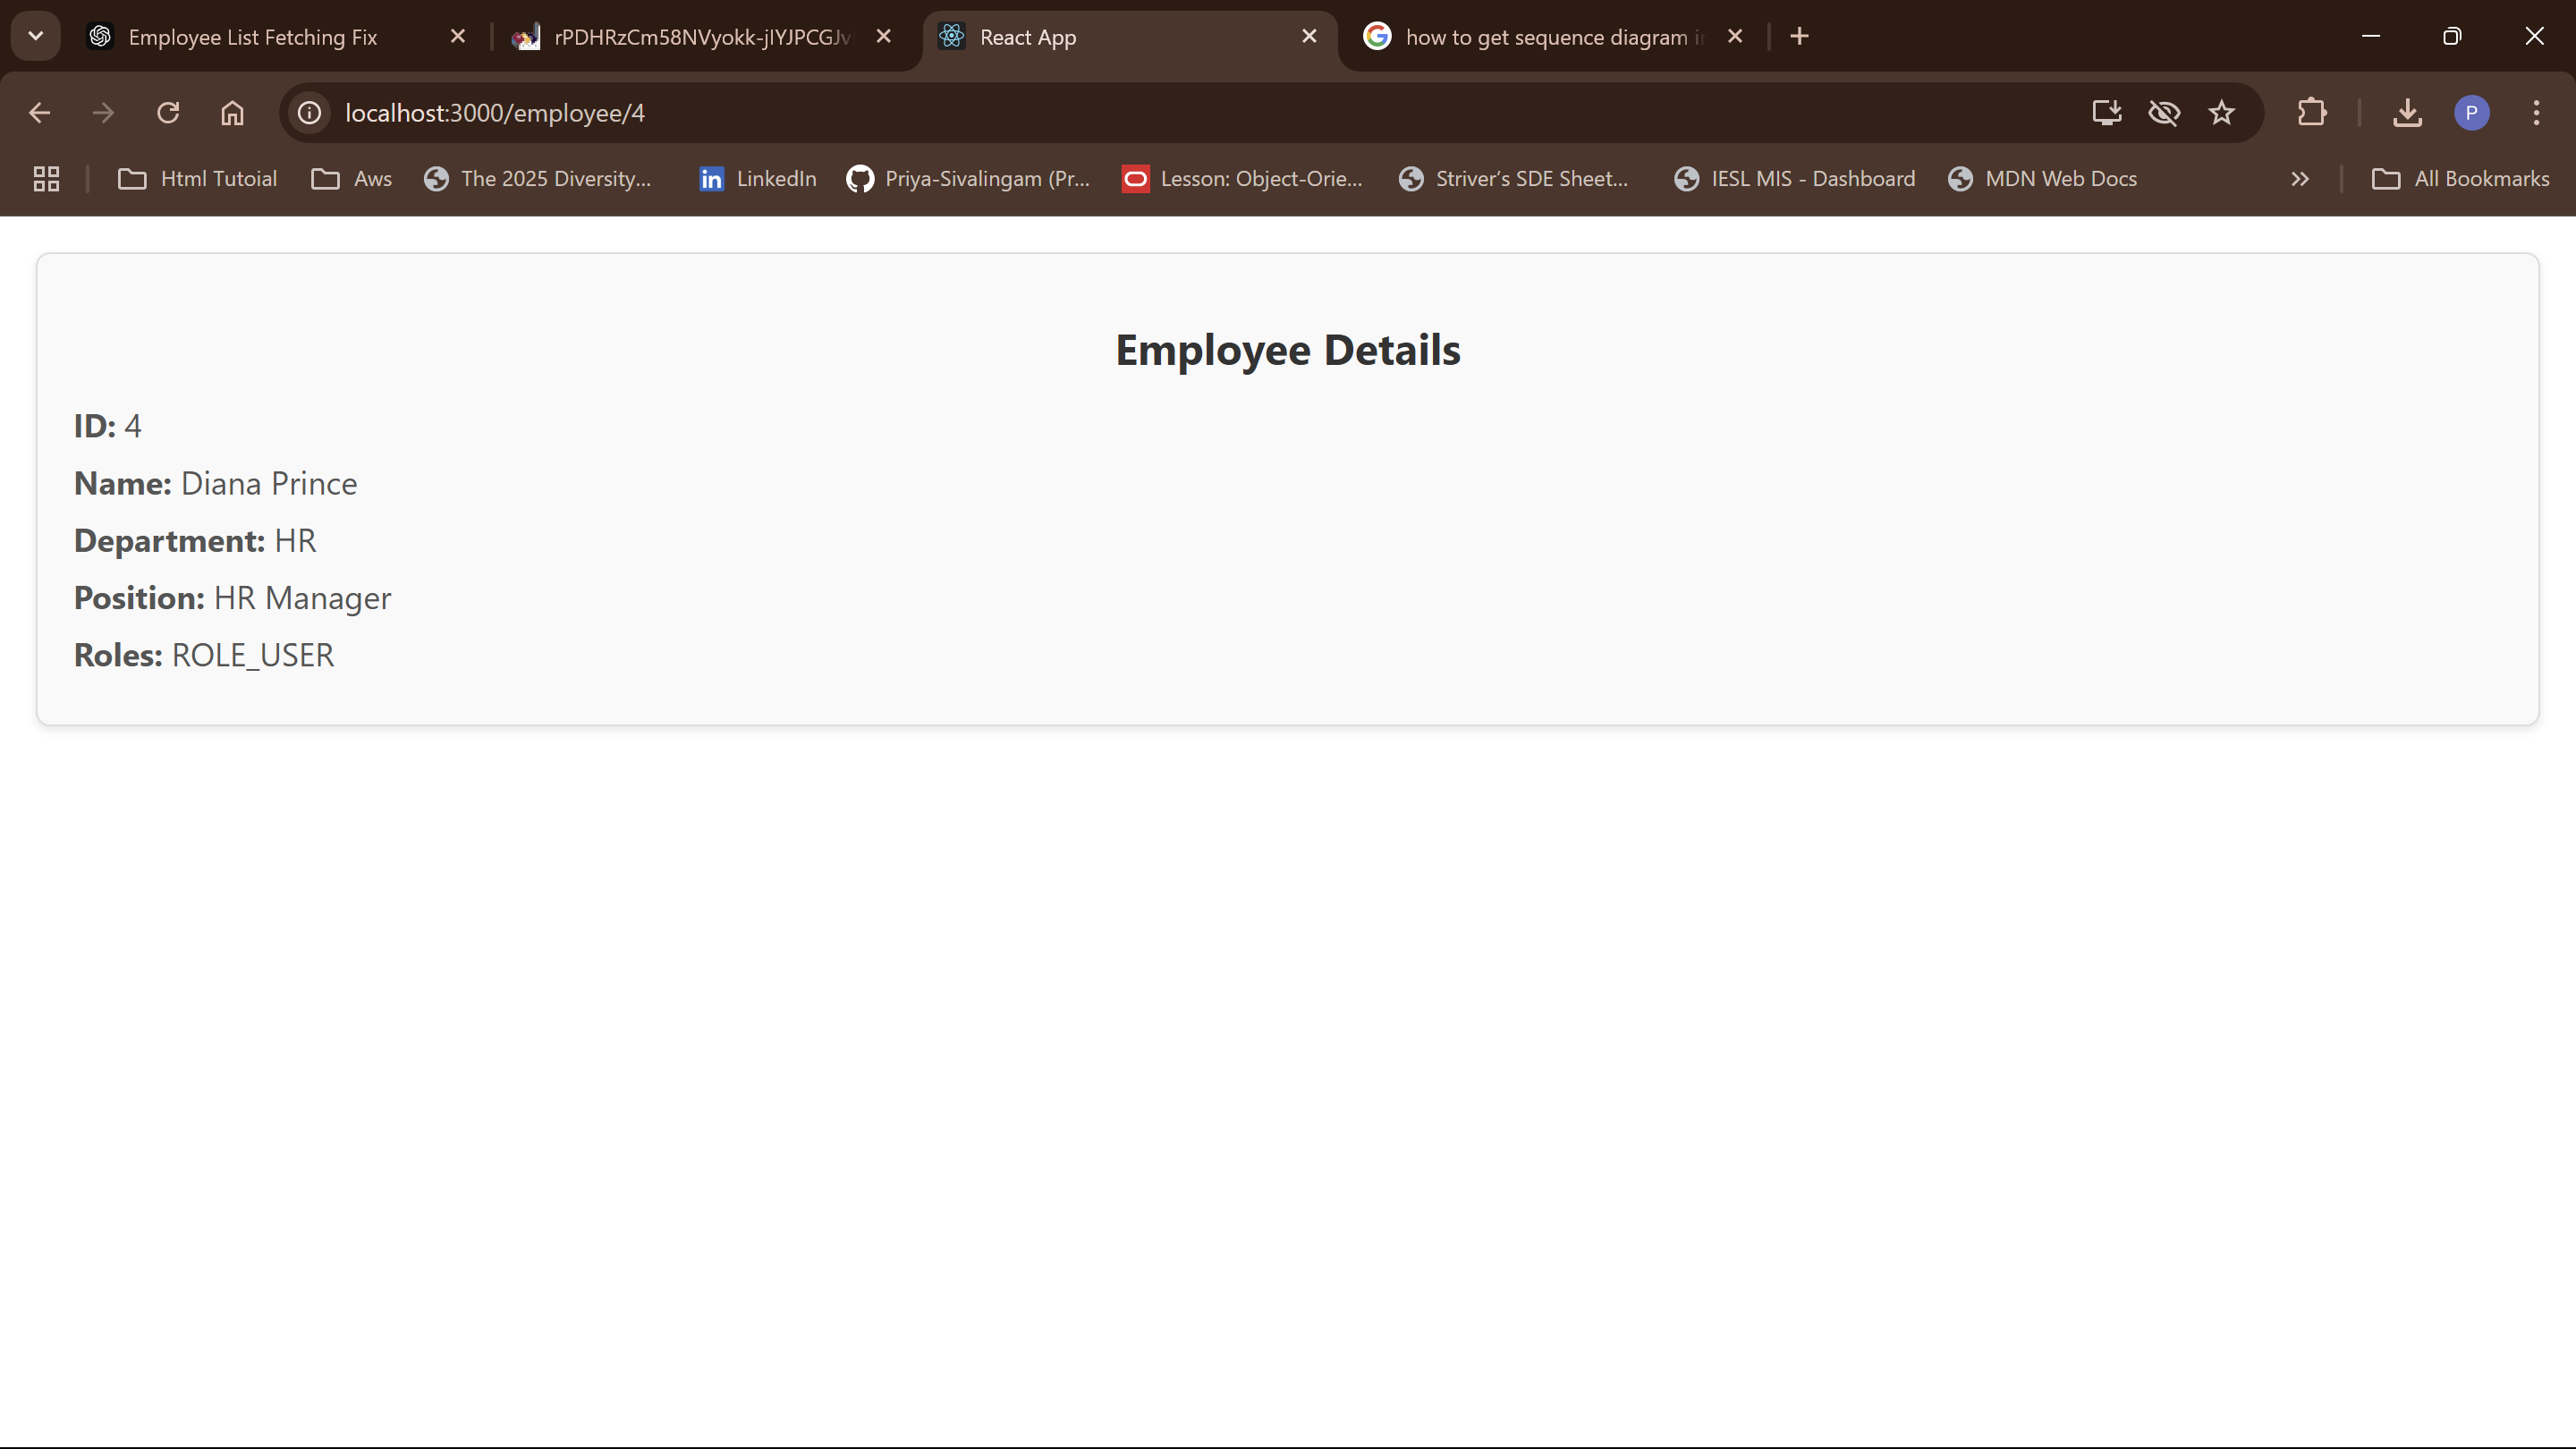 Employee List Fetching Fix
rPDHRzCm58NVyokk-jIYJPCGJv
React App
how to get sequence diagram i
localhost:3000/employee/4
P
Html Tutoial
Aws
The 2025 Diversity...
in LinkedIn
Priya-Sivalingam (Pr...
Lesson: Object-Orie...
Striver’s SDE Sheet...
IESL MIS - Dashboard
MDN Web Docs
All Bookmarks
Employee Details
ID: 4
Name: Diana Prince
Department: HR
Position: HR Manager
Roles: ROLE_USER